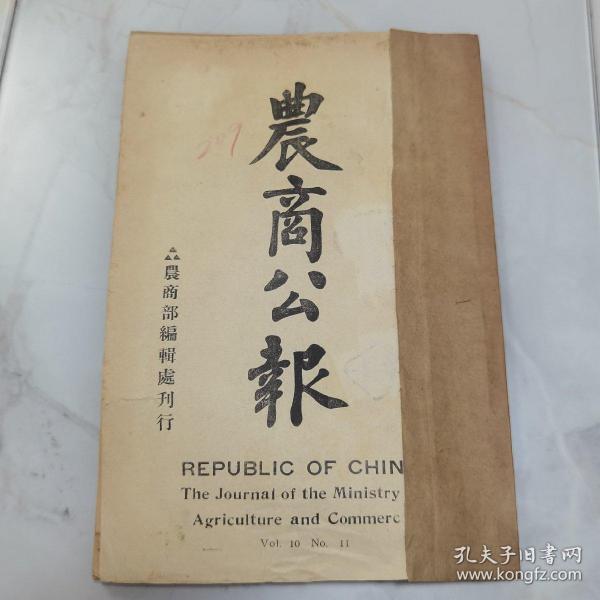 農商公報
農商部編輯處刊行
209
REPUBLIC OF CHIN
The Journal of the Ministry
Agriculture and Commerc
Vol. 10 No. 11
孔夫子旧书网
www.kongfz.com